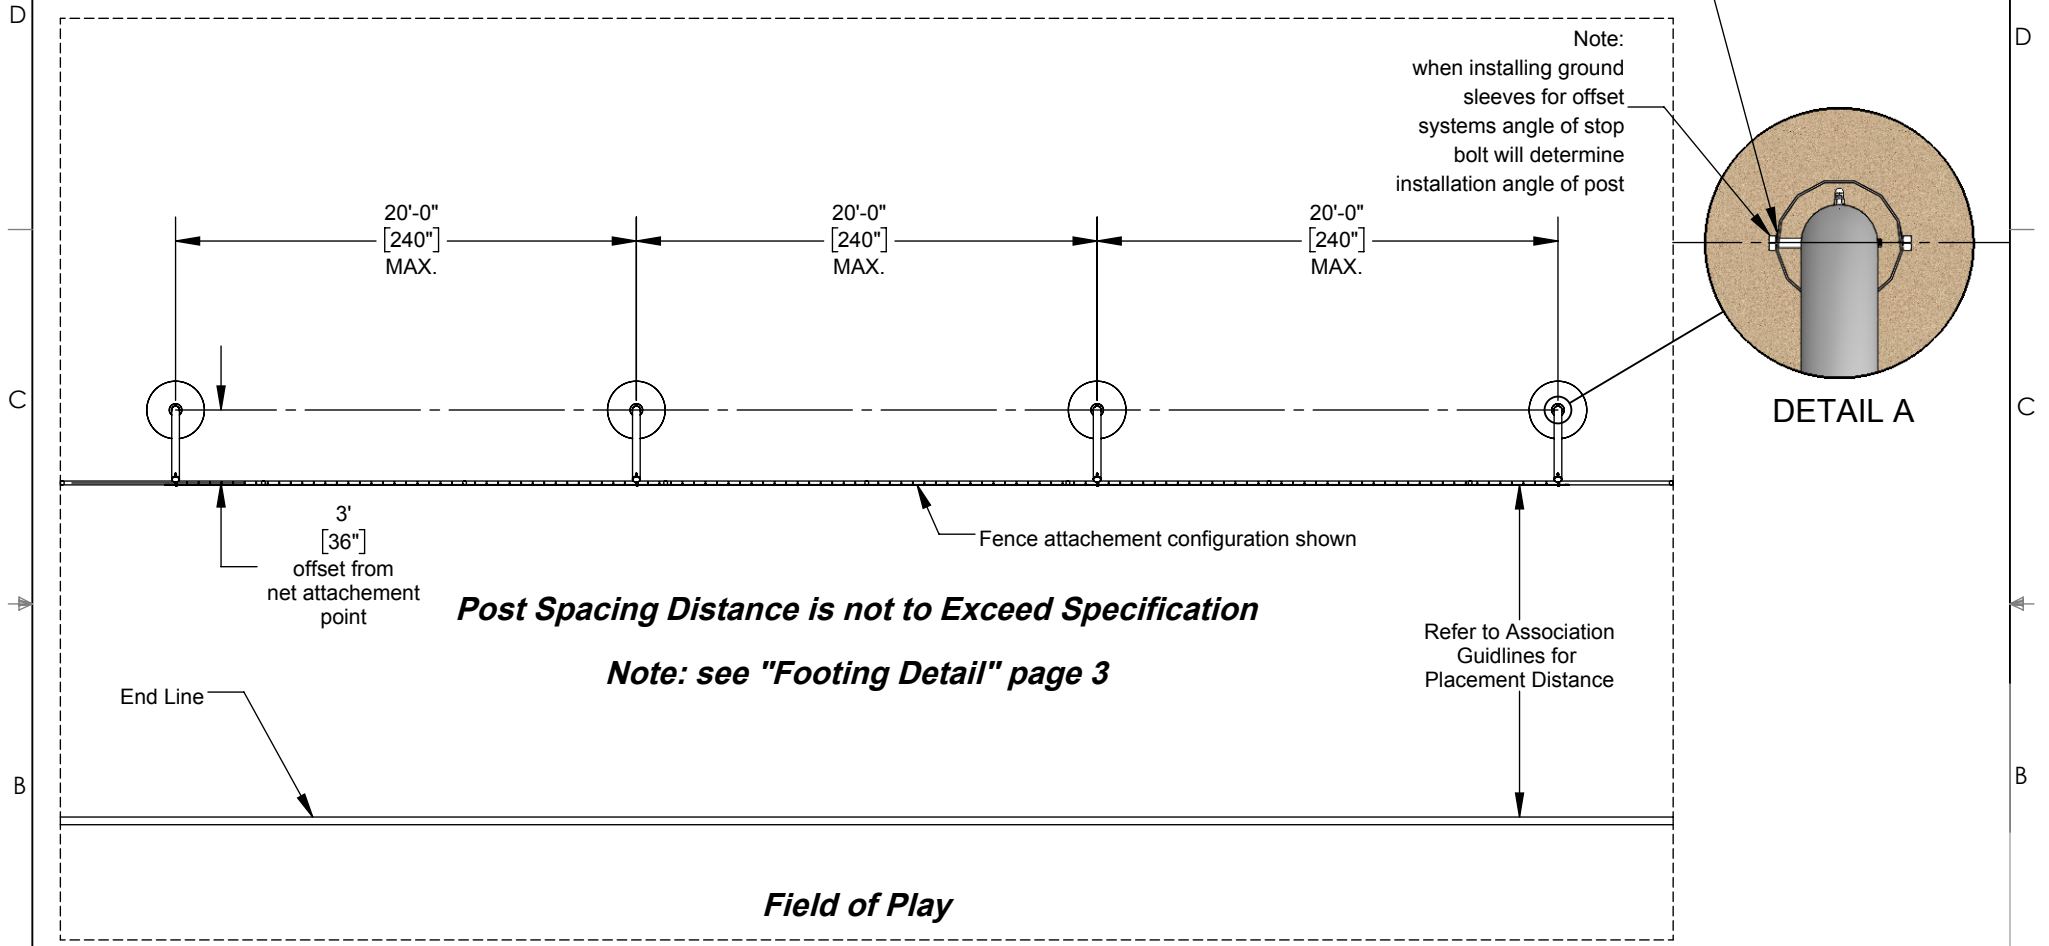 D
D
Note:
when installing ground
sleeves for offset
systems angle of stop
bolt will determine
installation angle of post
20'-0"
[240"]
MAX.
20'-0"
[240"]
MAX.
20'-0"
[240"]
MAX.
C
C
DETAIL A
3'
[36"]
offset from
net attachement
point
Fence attachement configuration shown
Post Spacing Distance is not to Exceed Specification
Note: see "Footing Detail" page 3
Refer to Association
Guidlines for
Placement Distance
End Line
B
B
Field of Play